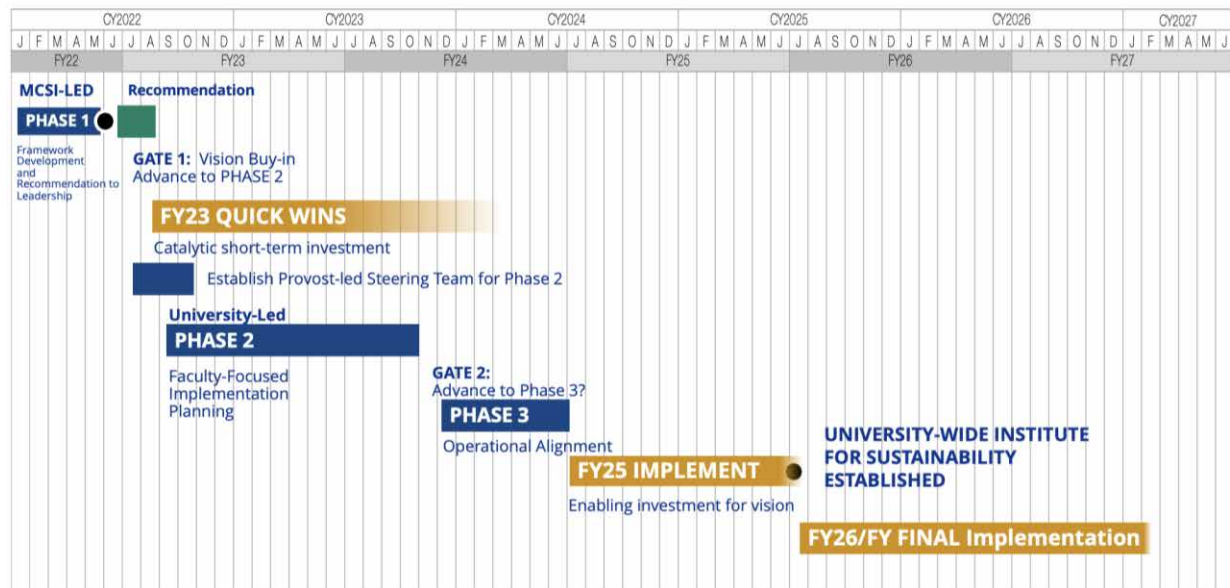 CY2022 CY2023 CY2024 CY2025 CY2026 CY2027
J F M A M J J A S O N D J F M A M J J A S O N D J F M A M J J A S O N D J F M A M J J A S O N D J F M A M J J A S O N D J F M A M J
FY22 FY23 FY24 FY25 FY26 FY27
MCSI-LED
PHASE 1
Framework
Development
and
Recommendation to
Leadership
Recommendation
GATE 1: Vision Buy-in
Advance to PHASE 2
FY23 QUICK WINS
Catalytic short-term investment
Establish Provost-led Steering Team for Phase 2
University-Led
PHASE 2
Faculty-Focused
Implementation
Planning
GATE 2:
Advance to Phase 3?
PHASE 3
Operational Alignment
FY25 IMPLEMENT
Enabling investment for vision
UNIVERSITY-WIDE INSTITUTE
FOR SUSTAINABILITY
ESTABLISHED
FY26/FY FINAL Implementation